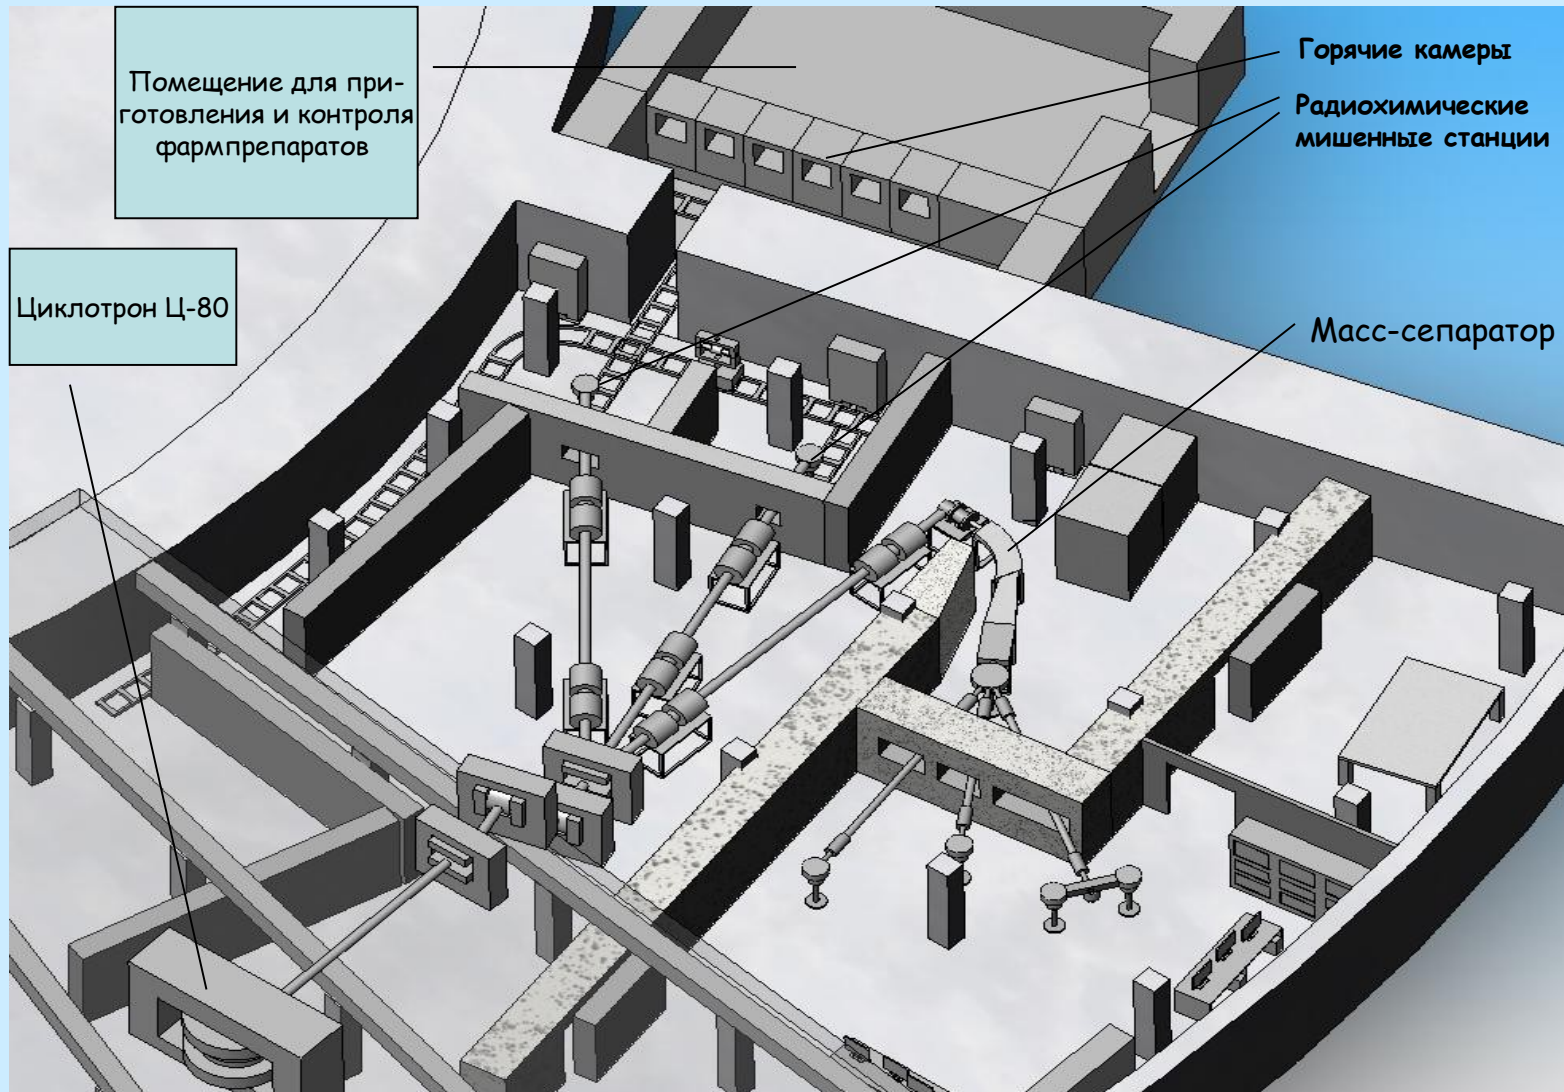 Помещение для при-
готовления и контроля
фармпрепаратов
Горячие камеры
Радиохимические
мишенные станции
Циклотрон Ц-80
Масс-сепаратор